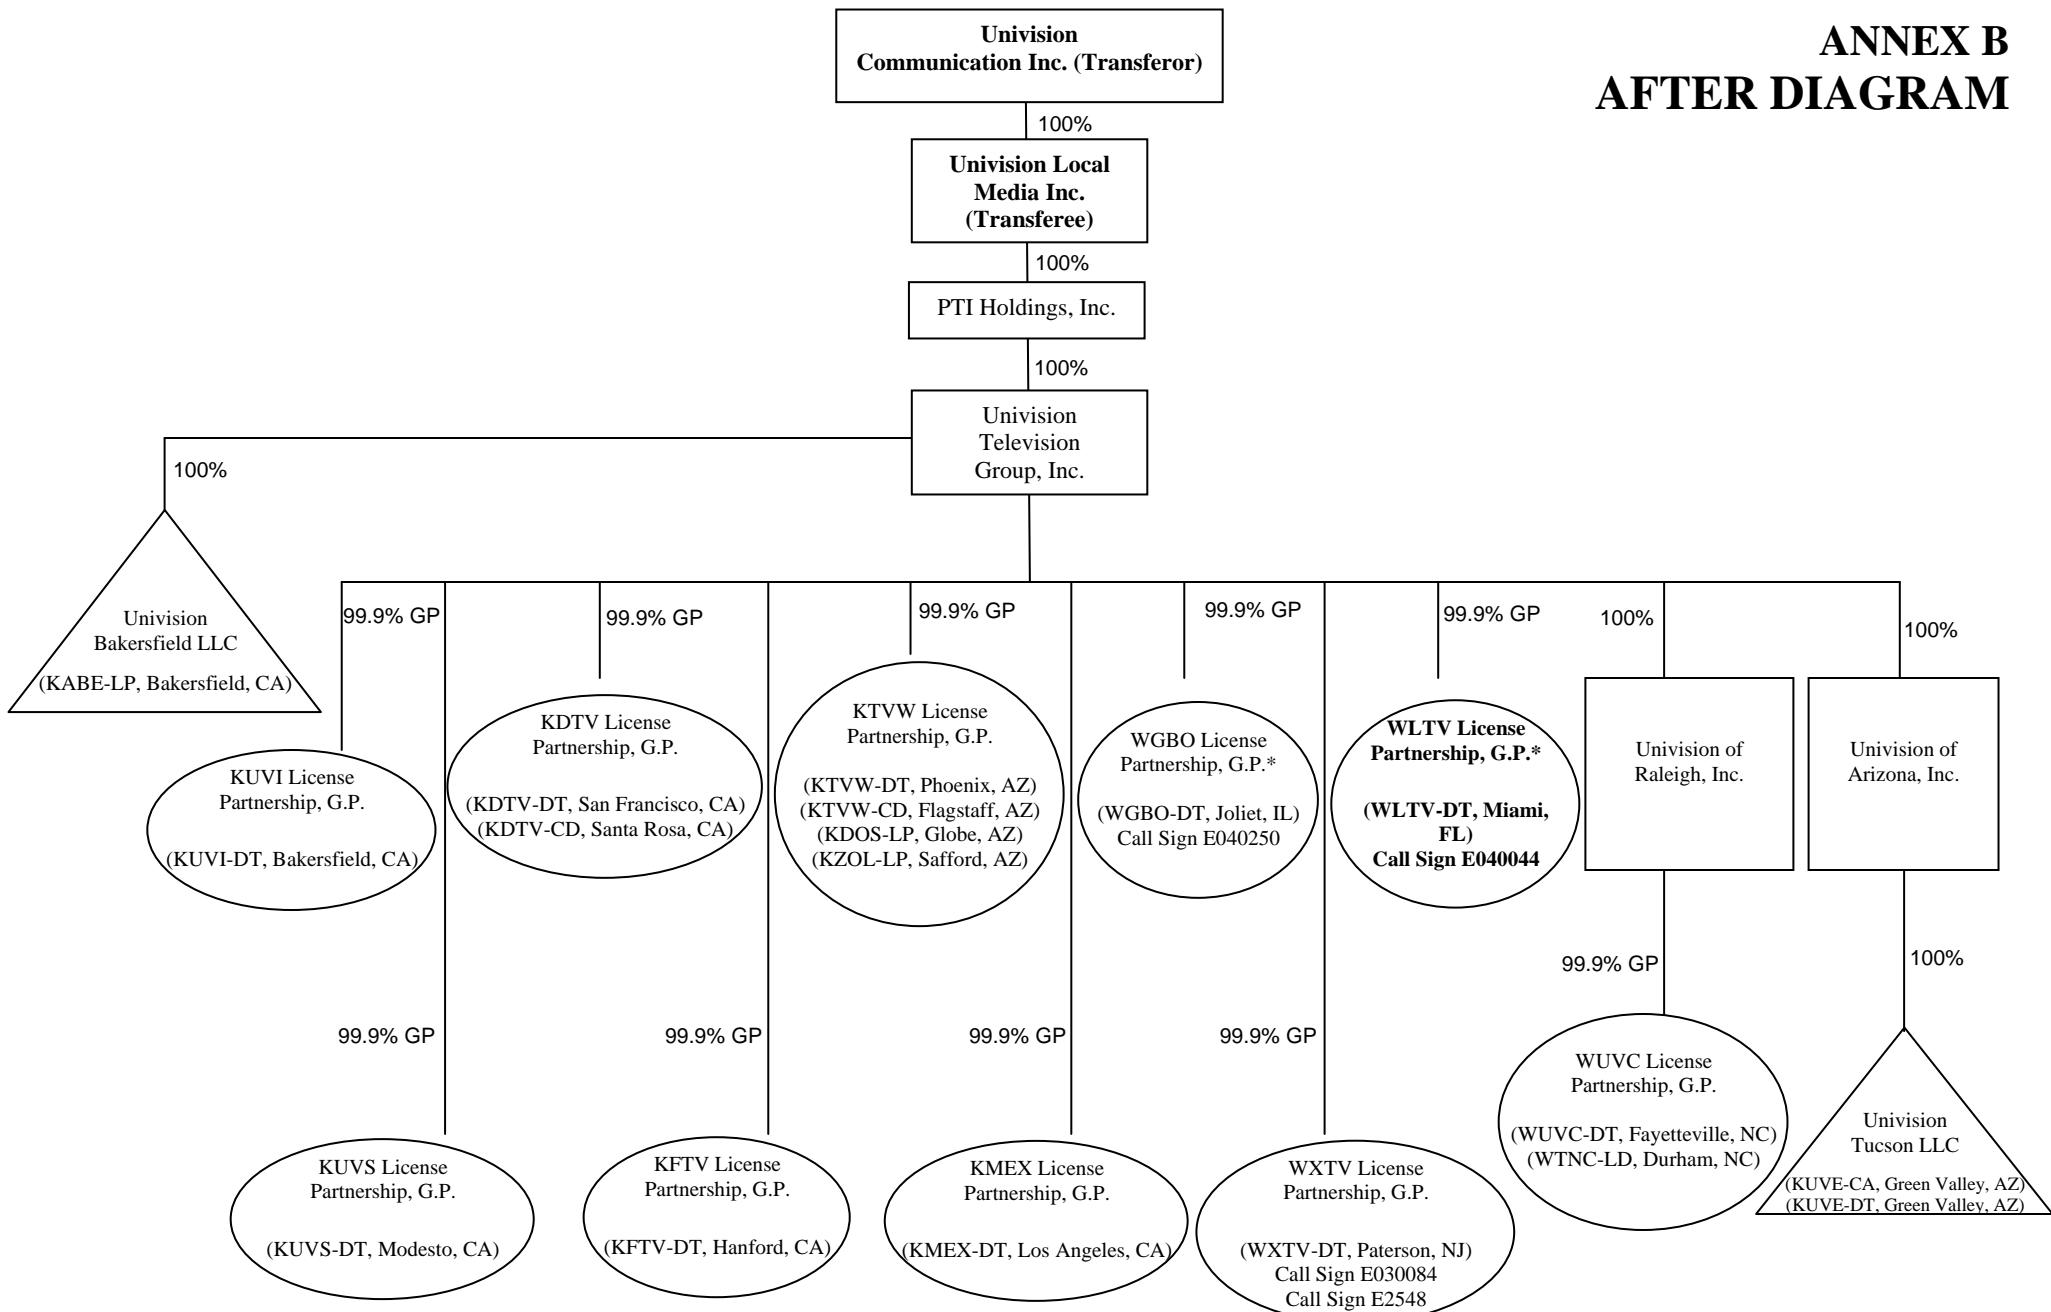 ANNEX B
AFTER DIAGRAM
Univision
Communication Inc. (Transferor)
100%
Univision Local
Media Inc.
(Transferee)
100%
PTI Holdings, Inc.
100%
Univision
Television
Group, Inc.
100%
Univision
Bakersfield LLC
(KABE-LP, Bakersfield, CA)
99.9% GP
99.9% GP
99.9% GP
99.9% GP
99.9% GP
100%
100%
KUVI License
Partnership, G.P.
(KUVI-DT, Bakersfield, CA)
KDTV License
Partnership, G.P.
(KDTV-DT, San Francisco, CA)
(KDTV-CD, Santa Rosa, CA)
KTVW License
Partnership, G.P.
(KTVW-DT, Phoenix, AZ)
(KTVW-CD, Flagstaff, AZ)
(KDOS-LP, Globe, AZ)
(KZOL-LP, Safford, AZ)
WGBO License
Partnership, G.P.*
(WGBO-DT, Joliet, IL)
Call Sign E040250
WLTV License
Partnership, G.P.*
(WLTV-DT, Miami,
FL)
Call Sign E040044
Univision of
Raleigh, Inc.
Univision of
Arizona, Inc.
99.9% GP
100%
99.9% GP
99.9% GP
99.9% GP
99.9% GP
KUVS License
Partnership, G.P.
(KUVS-DT, Modesto, CA)
KFTV License
Partnership, G.P.
(KFTV-DT, Hanford, CA)
KMEX License
Partnership, G.P.
(KMEX-DT, Los Angeles, CA)
WXTV License
Partnership, G.P.
(WXTV-DT, Paterson, NJ)
Call Sign E030084
Call Sign E2548
WUVC License
Partnership, G.P.
(WUVC-DT, Fayetteville, NC)
(WTNC-LD, Durham, NC)
Univision
Tucson LLC
(KUVE-CA, Green Valley, AZ)
(KUVE-DT, Green Valley, AZ)